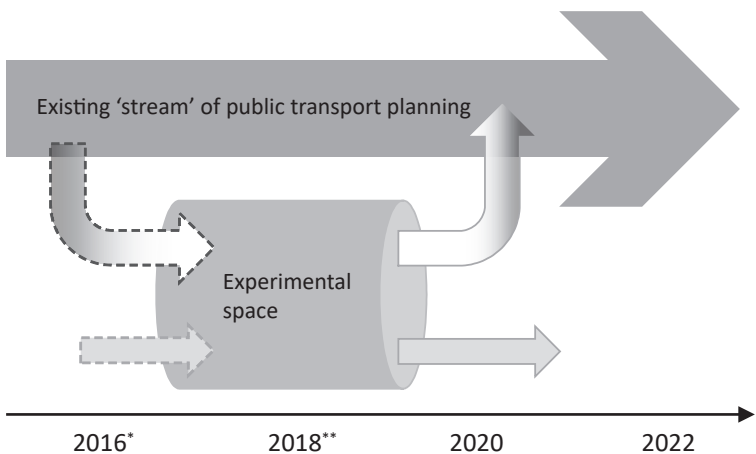 Existing ‘stream’ of public transport planning
Experimental
space
2016* 2018** 2020 2022